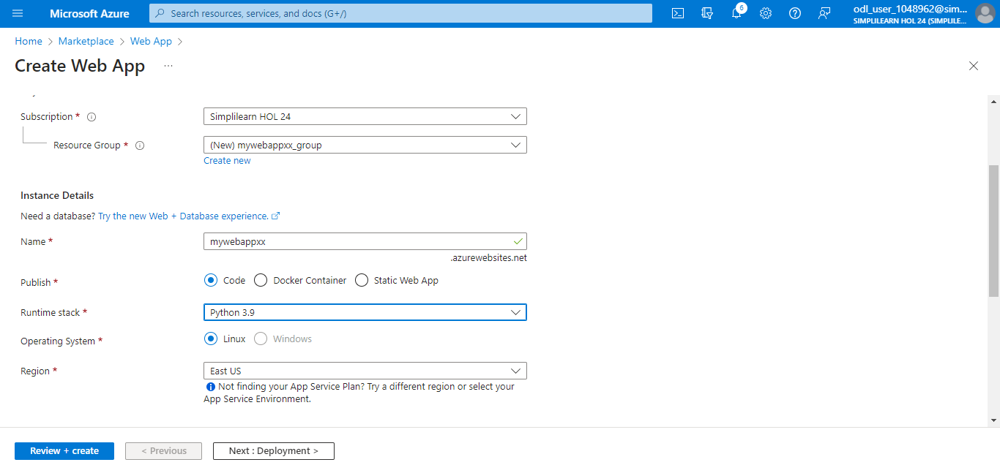 Microsoft Azure
Search resources, services, and docs (G+/)
6
odl_user_1048962@sim...
SIMPLILEARN HOL 24 (SIMPLILE...
Home > Marketplace > Web App >
Create Web App ...
Subscription *
Simplilearn HOL 24
Resource Group *
(New) mywebappxx_group
Create new
Instance Details
Need a database? Try the new Web + Database experience.
Name *
mywebappxx
.azurewebsites.net
Publish *
Code
Docker Container
Static Web App
Runtime stack *
Python 3.9
Operating System *
Linux
Windows
Region *
East US
Not finding your App Service Plan? Try a different region or select your
App Service Environment.
Review + create
< Previous
Next : Deployment >